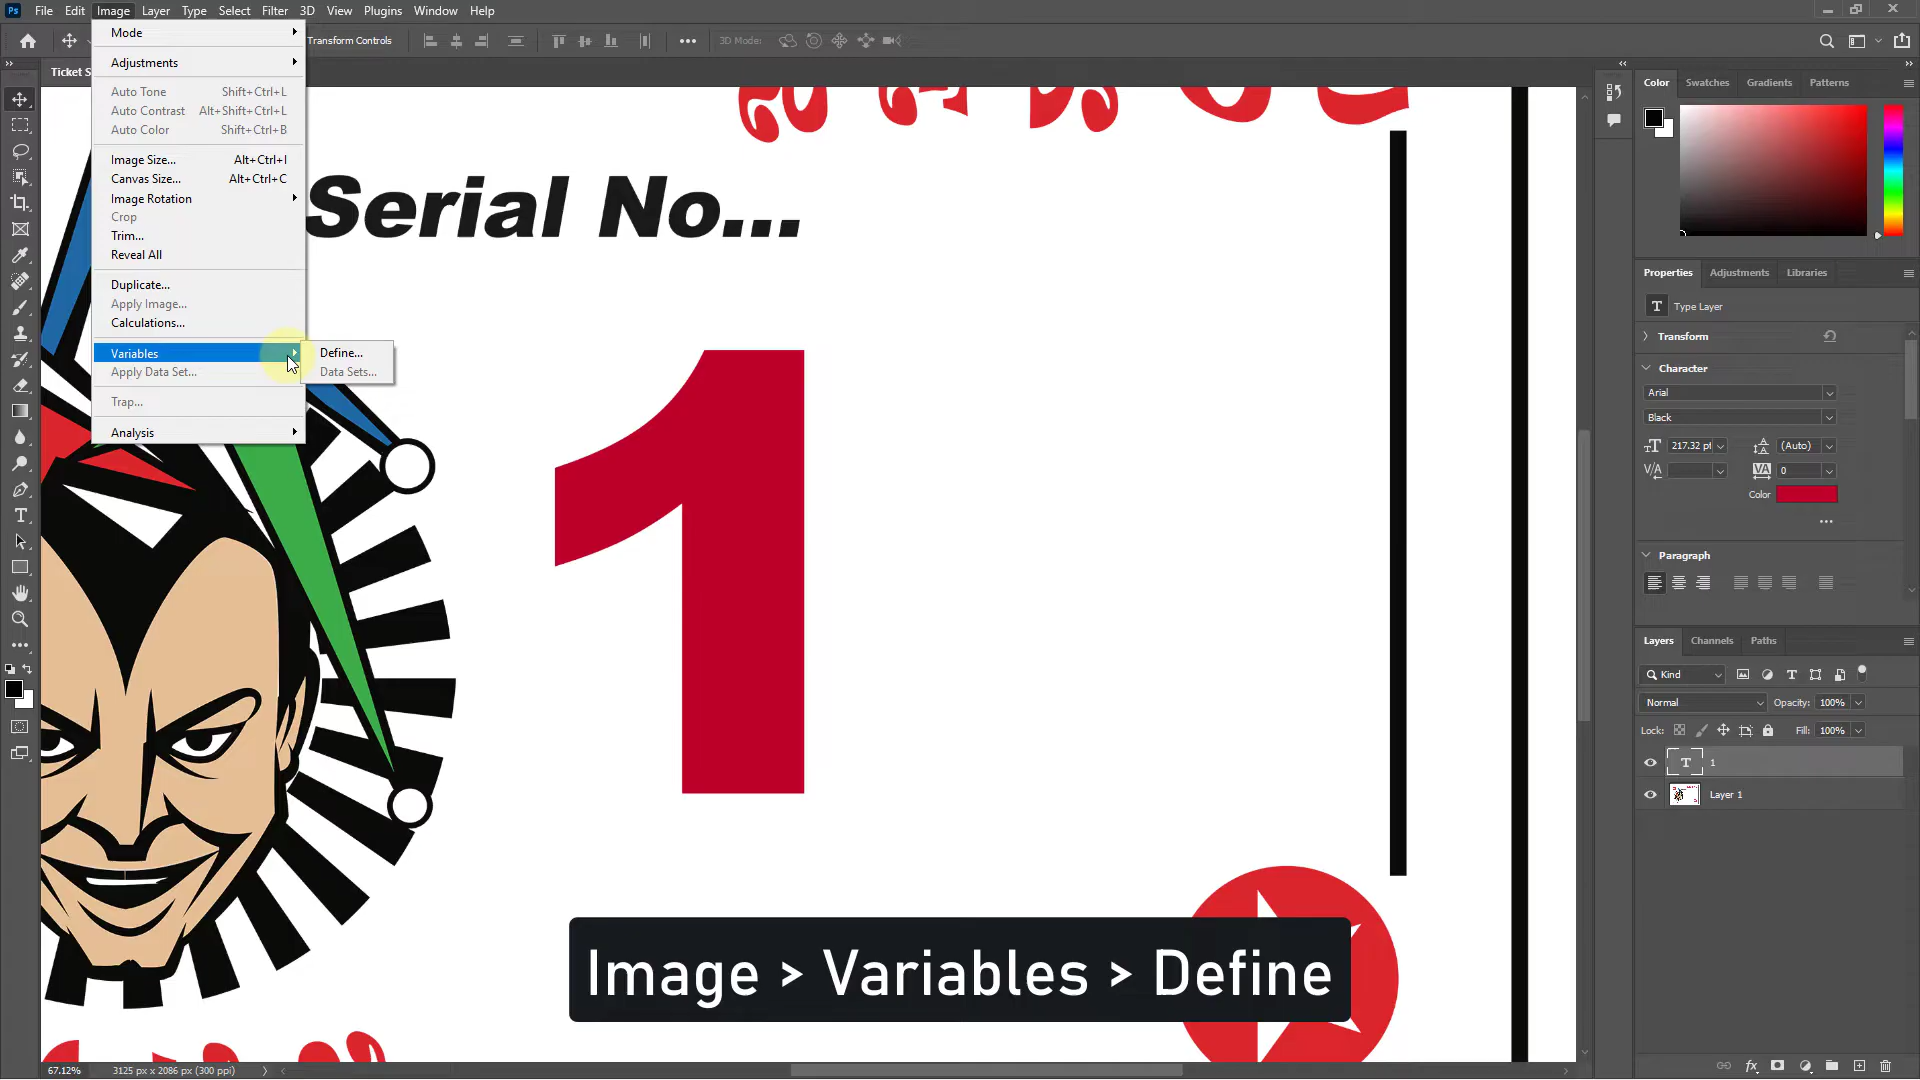 Ps File Edit Image Layer Type Select Filter 3D View Plugins Window Help
Transform Controls 3D Mode:
Ticket S
Mode
Adjustments
Auto Tone Shift+Ctrl+L
Auto Contrast Alt+Shift+Ctrl+L
Auto Color Shift+Ctrl+B
Image Size... Alt+Ctrl+I
Canvas Size... Alt+Ctrl+C
Image Rotation
Crop
Trim...
Reveal All
Duplicate...
Apply Image...
Calculations...
Variables
Apply Data Set...
Trap...
Analysis
Define...
Data Sets...
Serial No...
1
Image > Variables > Define
Color Swatches Gradients Patterns
Properties Adjustments Libraries
T Type Layer
Transform
Character
Arial
Black
217.32 pt (Auto)
V/A VA 0
Color
Paragraph
Layers Channels Paths
Kind
Normal Opacity: 100%
Lock: Fill: 100%
T 1
Layer 1
fx
67.12% 3125 px x 2086 px (300 ppi)